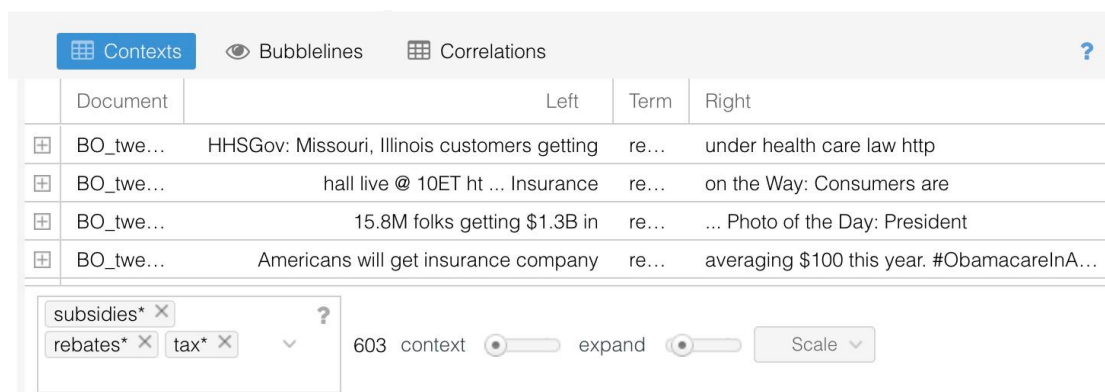 Contexts Bubblelines Correlations ?
Document Left Term Right
BO_twe... HHSGov: Missouri, Illinois customers getting re... under health care law http
BO_twe... hall live @ 10ET ht ... Insurance re... on the Way: Consumers are
BO_twe... 15.8M folks getting $1.3B in re... ... Photo of the Day: President
BO_twe... Americans will get insurance company re... averaging $100 this year. #ObamacareInA...
subsidies* ?
rebates* tax* 603 context expand Scale